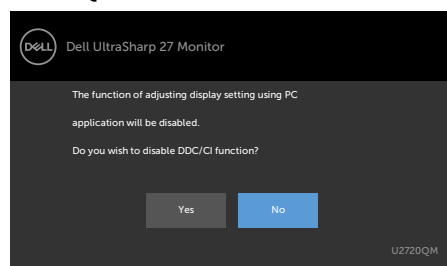 DELL
Dell UltraSharp 27 Monitor
The function of adjusting display setting using PC
application will be disabled.
Do you wish to disable DDC/CI function?
Yes
No
U2720QM